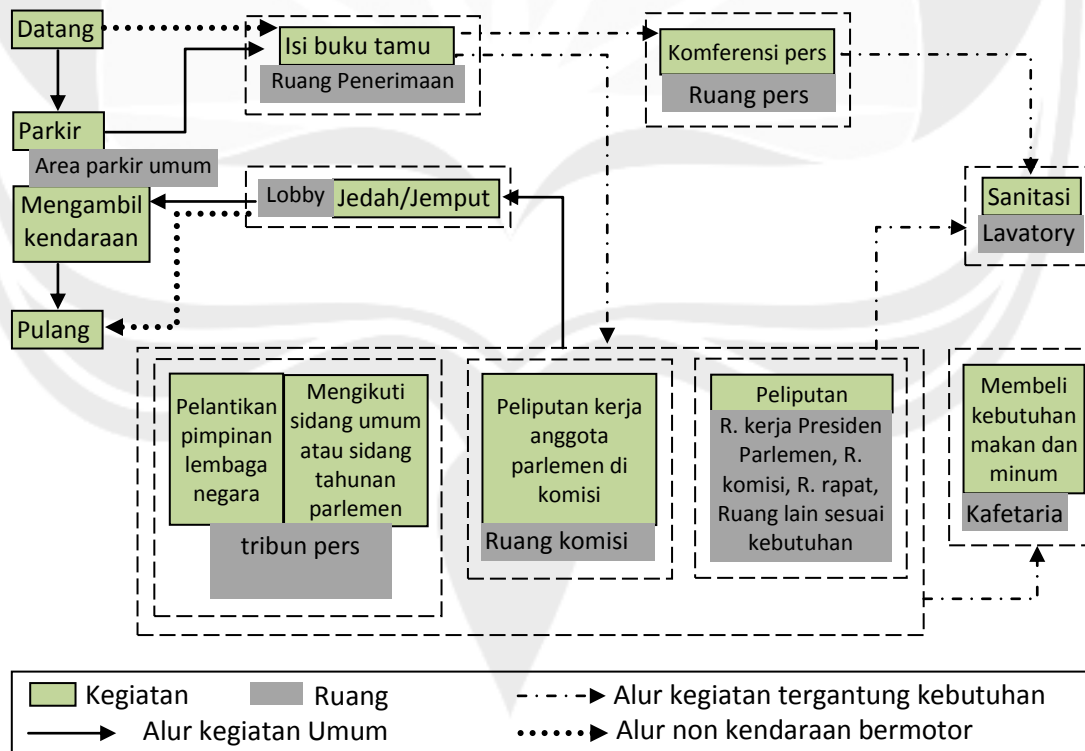 Datang
Isi buku tamu
Ruang Penerimaan
Komferensi pers
Ruang pers
Parkir
Area parkir umum
Mengambil
kendaraan
Lobby
Jedah/Jemput
Sanitasi
Lavatory
Pulang
Pelantikan
pimpinan
lembaga
negara
Mengikuti
sidang umum
atau sidang
tahunan
parlemen
tribun pers
Peliputan kerja
anggota
parlemen di
komisi
Ruang komisi
Peliputan
R. kerja Presiden
Parlemen, R.
komisi, R. rapat,
Ruang lain sesuai
kebutuhan
Membeli
kebutuhan
makan dan
minum
Kafetaria
Kegiatan
Ruang
Alur kegiatan tergantung kebutuhan
Alur kegiatan Umum
Alur non kendaraan bermotor